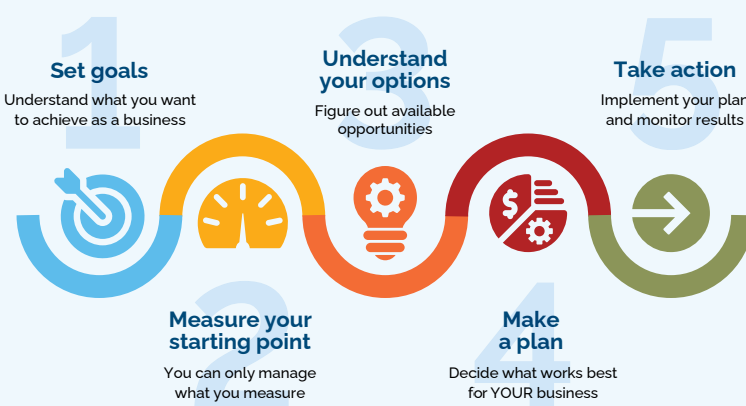 1
Set goals
Understand what you want
to achieve as a business
2
Measure your
starting point
You can only manage
what you measure
3
Understand
your options
Figure out available
opportunities
$
4
Make
a plan
Decide what works best
for YOUR business
5
Take action
Implement your plan
and monitor results